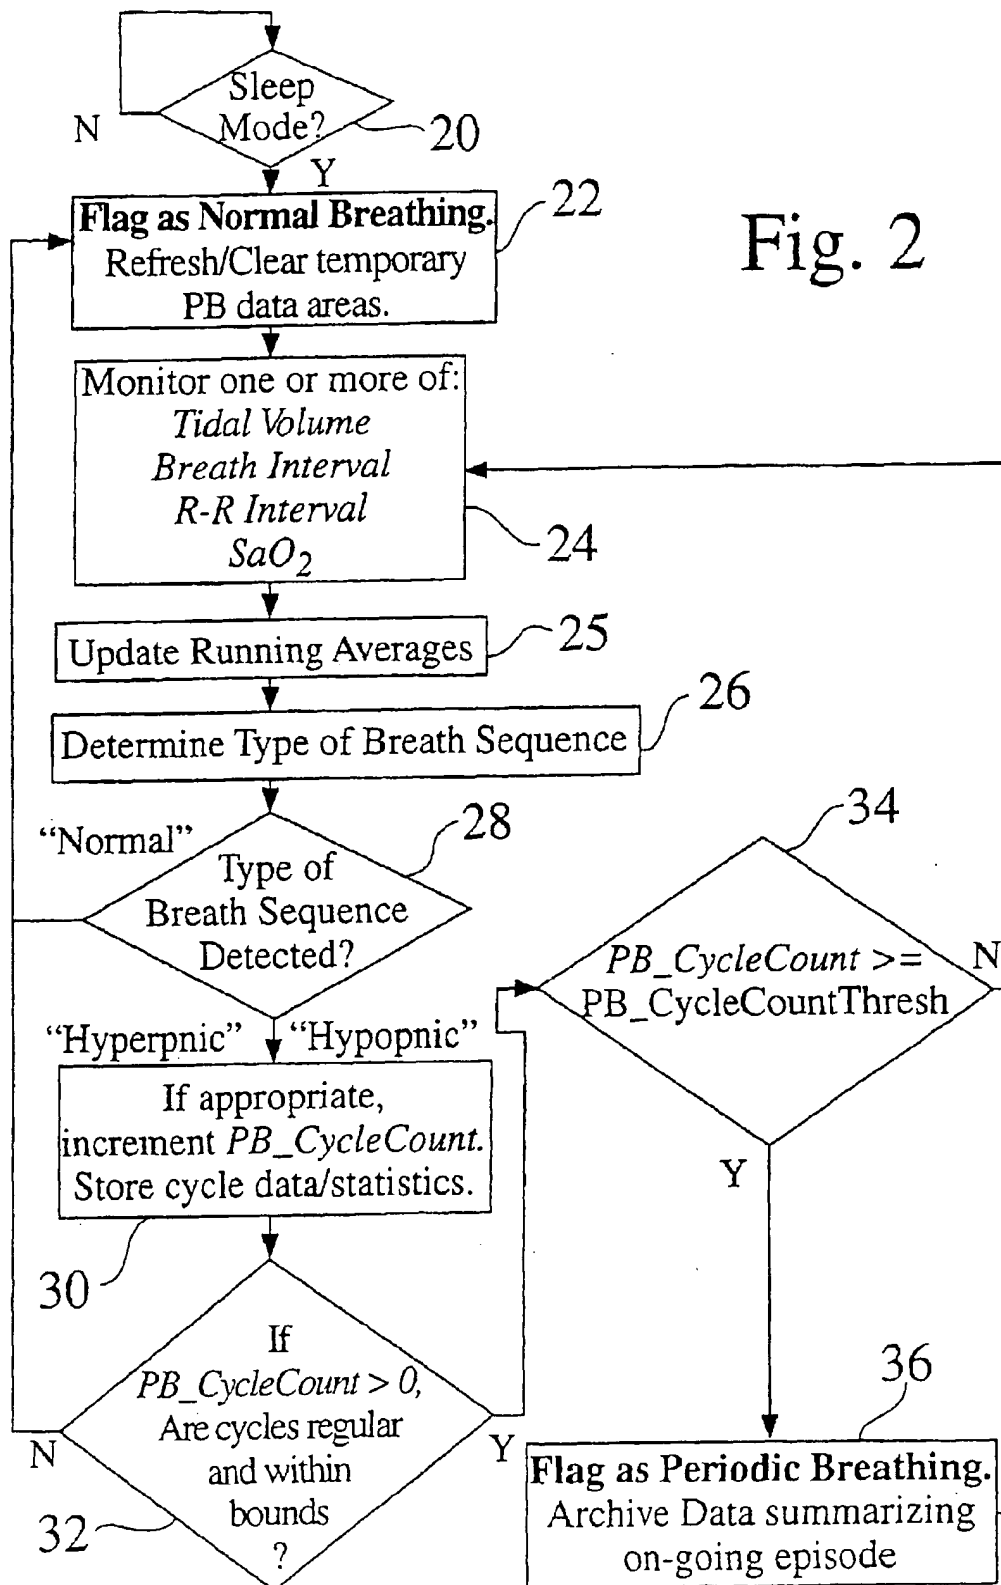 Sleep
Mode?
N
20
Y
Fig. 2
Flag as Normal Breathing.
Refresh/Clear temporary
PB data areas.
22
Monitor one or more of:
Tidal Volume
Breath Interval
R-R Interval
SaO2
24
Update Running Averages
25
Determine Type of Breath Sequence
26
“Normal”
28
Type of
Breath Sequence
Detected?
“Hyperpnic” “Hypopnic”
If appropriate,
increment PB_CycleCount.
Store cycle data/statistics.
30
If
PB_CycleCount > 0,
Are cycles regular
and within
bounds
?
N
Y
32
34
PB_CycleCount >=
PB_CycleCountThresh
N
Y
36
Flag as Periodic Breathing.
Archive Data summarizing
on-going episode